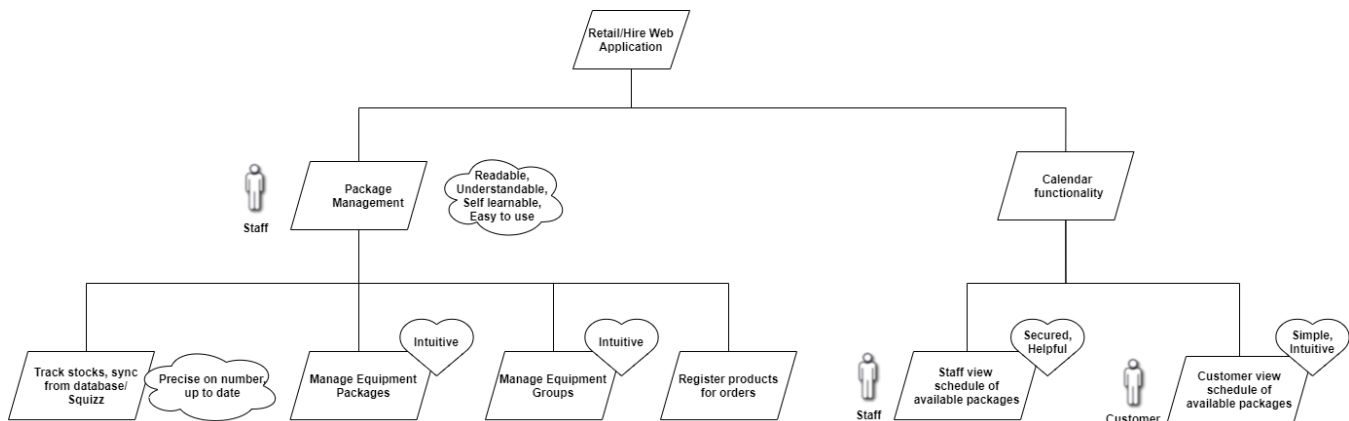 Retail/Hire Web
Application
Package
Management
Readable,
Understandable,
Self learnable,
Easy to use
Staff
Calendar
functionality
Track stocks, sync
from database/
Squizz
Precise on number,
up to date
Intuitive
Manage Equipment
Packages
Intuitive
Manage Equipment
Groups
Register products
for orders
Staff
Secured,
Helpful
Staff view
schedule of
available packages
Customer
Simple,
Intuitive
Customer view
schedule of
available packages